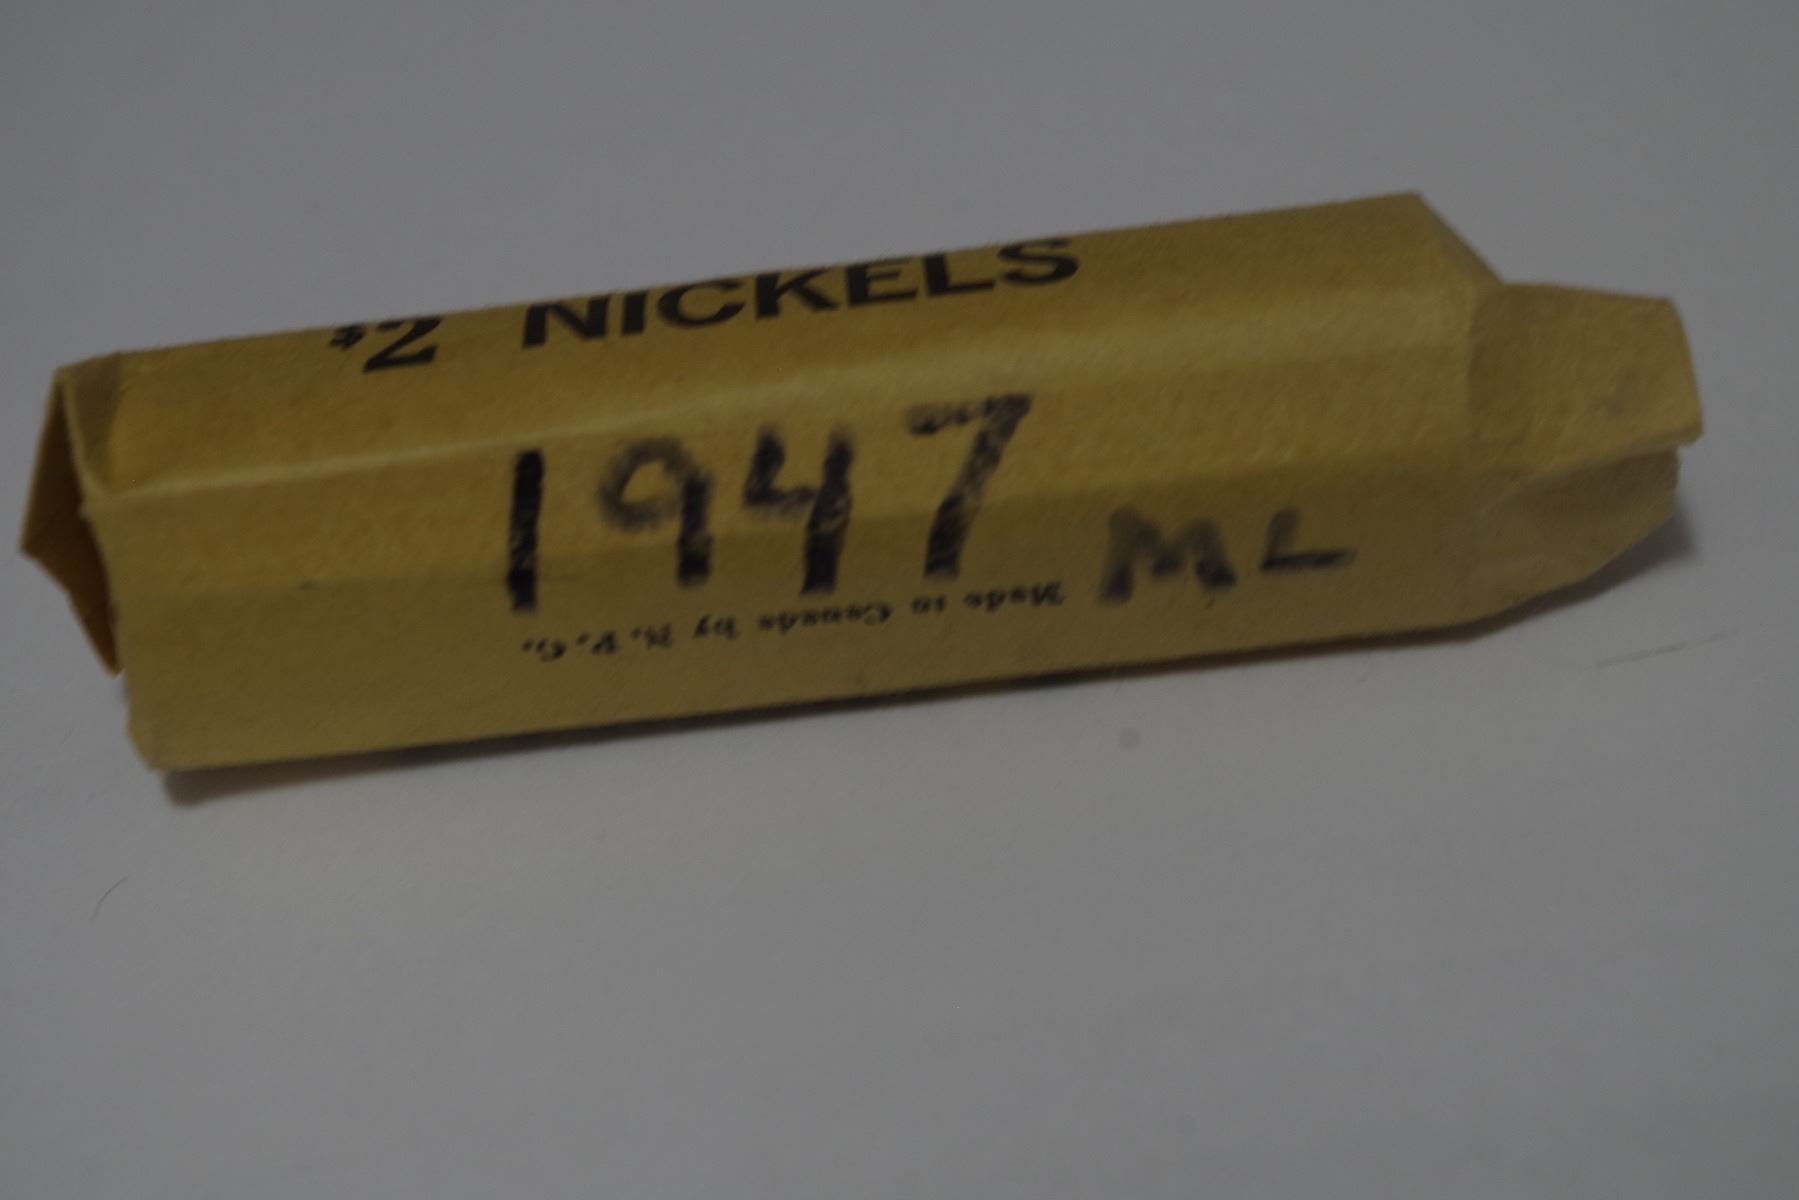 $2 NICKELS
1947 ML
Made in Canada by N. P. C.